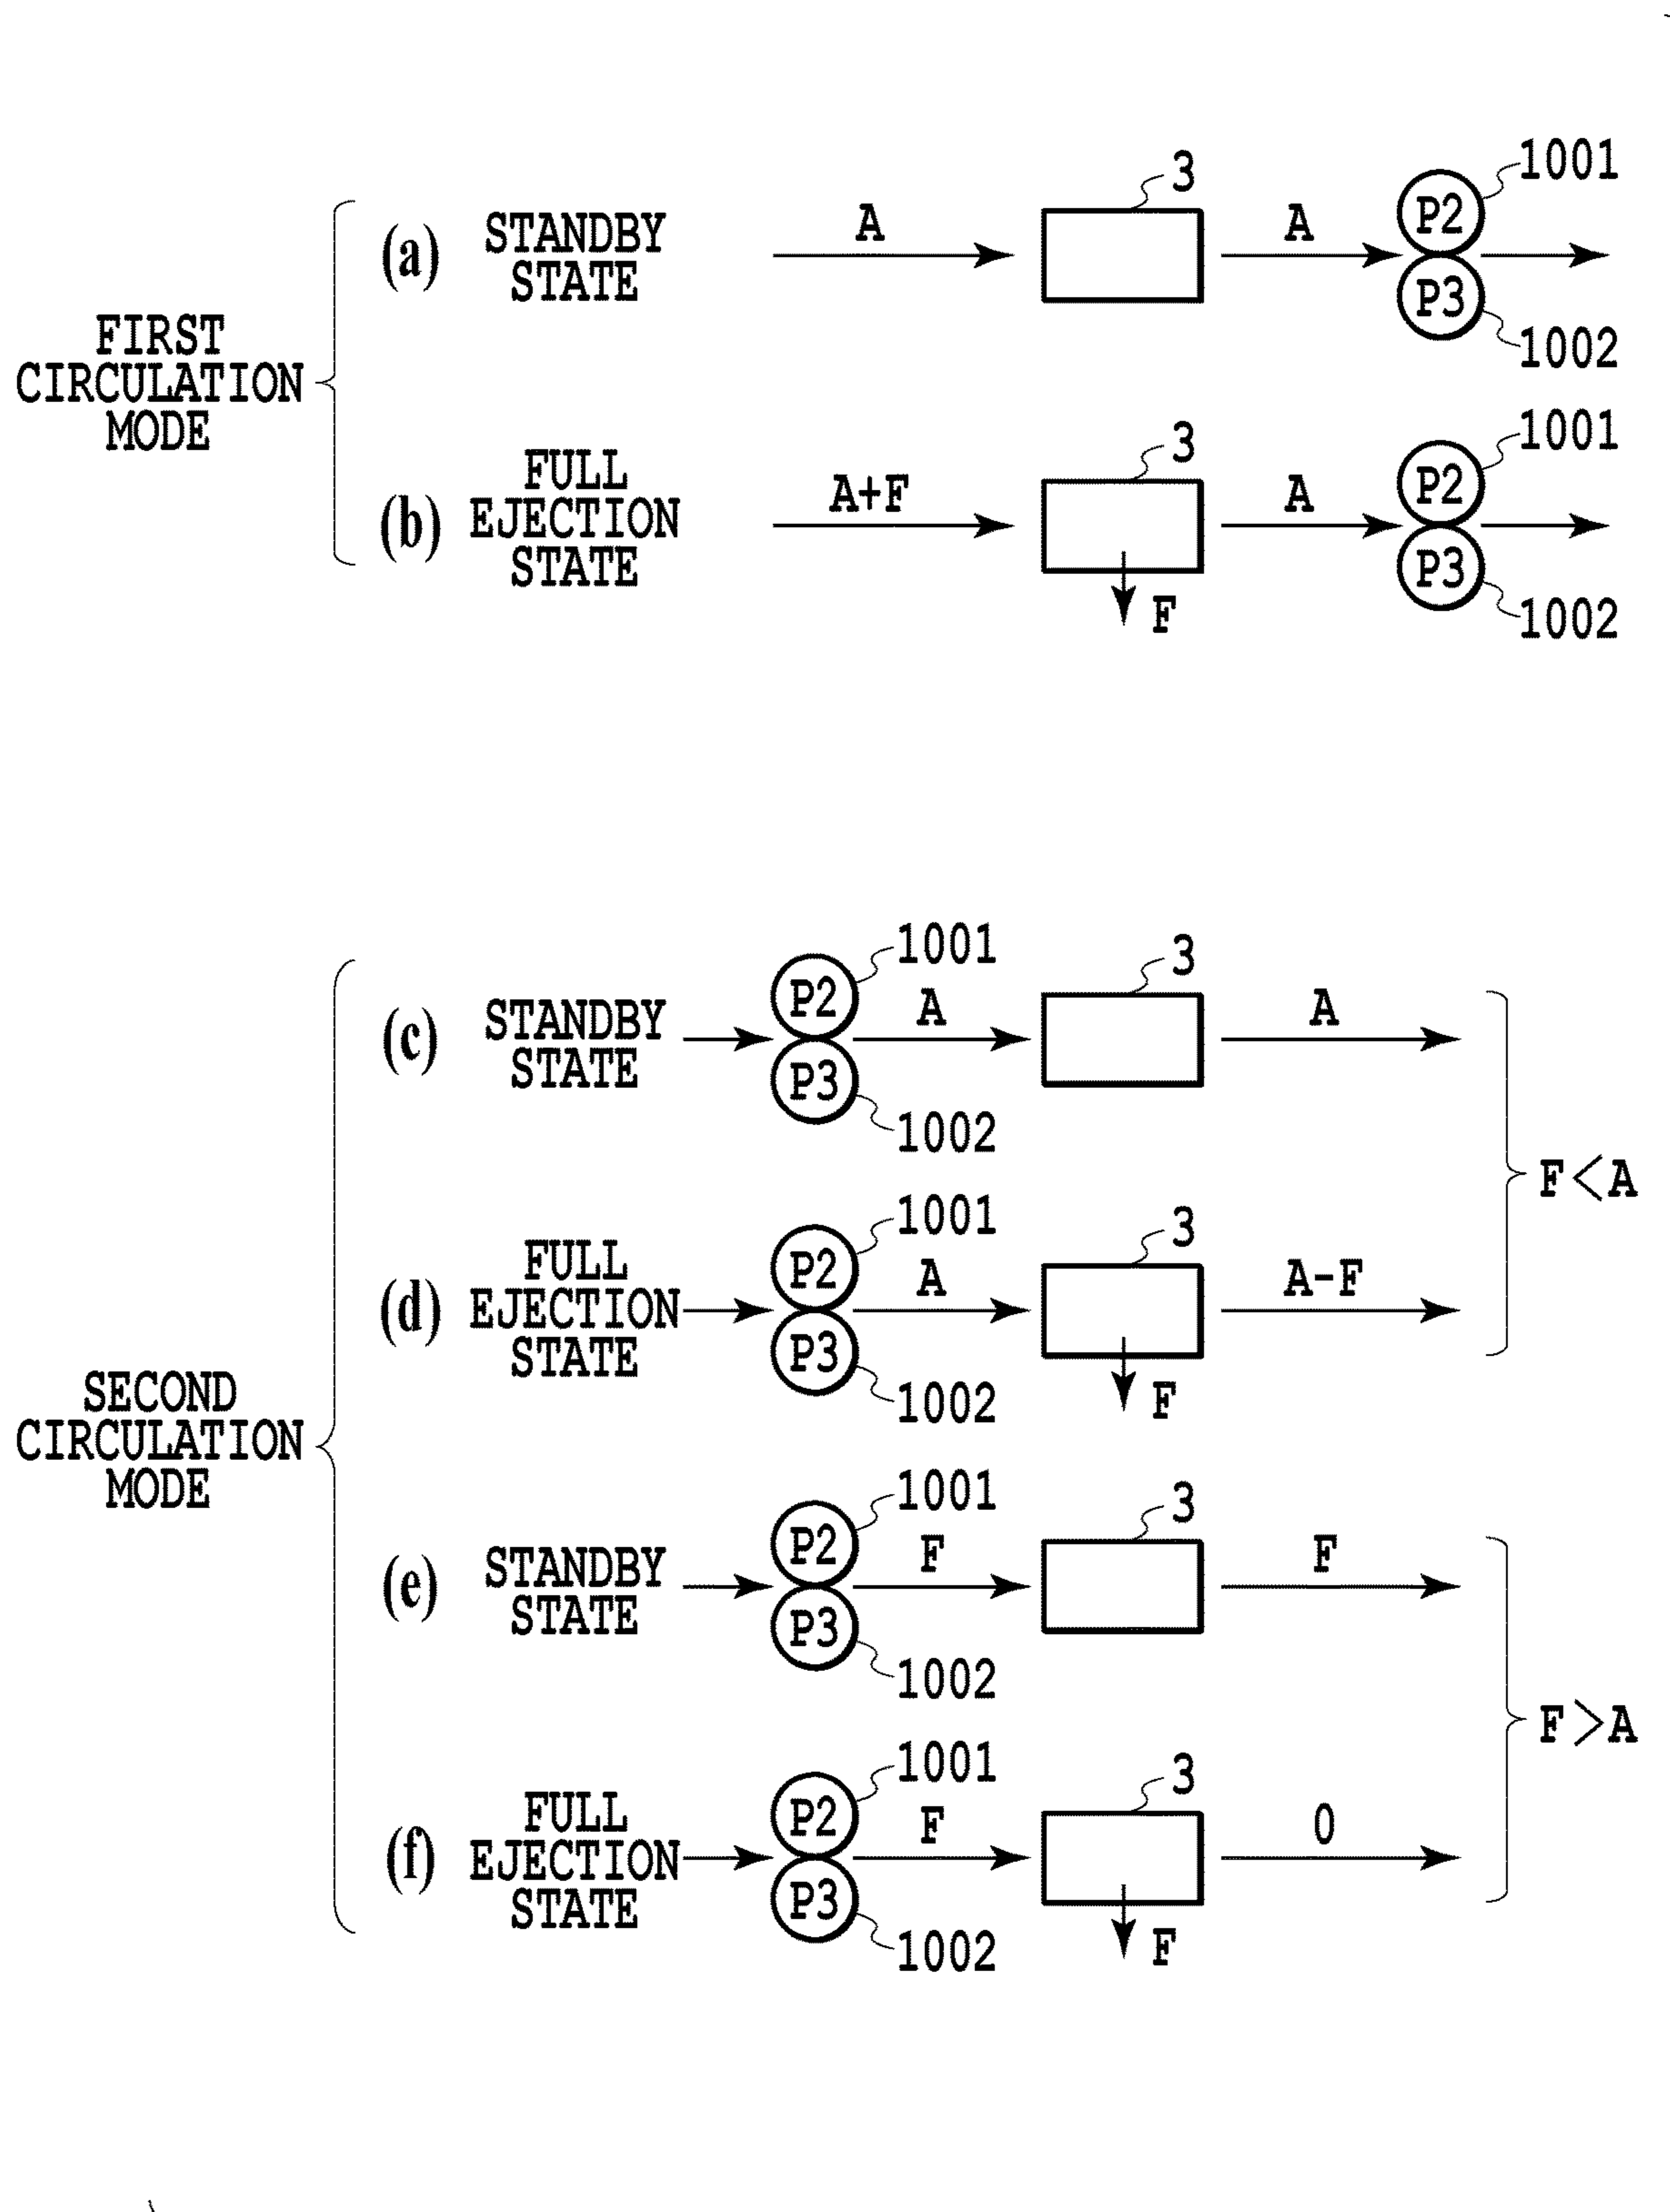 FIRST
CIRCULATION
MODE
(a)
STANDBY
STATE
A
3
A
P2
P3
1001
1002
(b)
FULL
EJECTION
STATE
A+F
3
F
A
P2
P3
1001
1002
SECOND
CIRCULATION
MODE
(c)
STANDBY
STATE
P2
P3
1001
1002
A
3
A
(d)
FULL
EJECTION
STATE
P2
P3
1001
1002
A
3
F
A-F
F<A
(e)
STANDBY
STATE
P2
P3
1001
1002
F
3
F
(f)
FULL
EJECTION
STATE
P2
P3
1001
1002
F
3
F
0
F>A